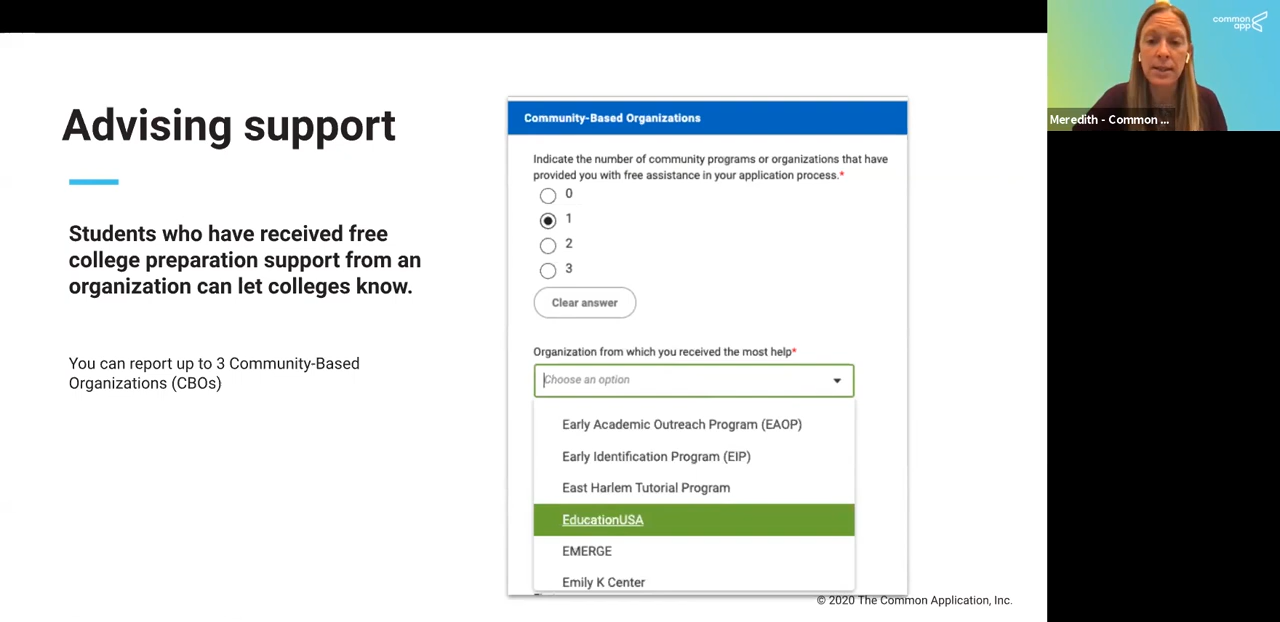 Advising support
Students who have received free
college preparation support from an
organization can let colleges know.
You can report up to 3 Community-Based
Organizations (CBOs)
Community-Based Organizations
Indicate the number of community programs or organizations that have
provided you with free assistance in your application process.*
0
1
2
3
Clear answer
Organization from which you received the most help*
Choose an option
Early Academic Outreach Program (EAOP)
Early Identification Program (EIP)
East Harlem Tutorial Program
EducationUSA
EMERGE
Emily K Center
© 2020 The Common Application, Inc.
common
app
Meredith - Common ...